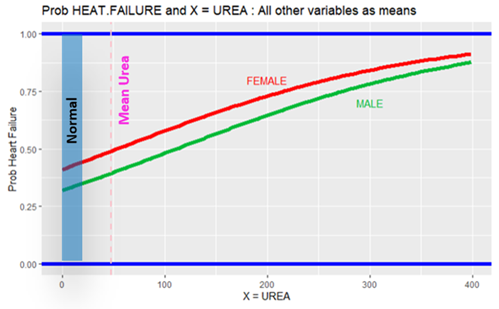 Prob HEAT.FAILURE and X = UREA : All other variables as means
Prob Heart Failure
1.00
0.75
0.50
0.25
0.00
Normal
Mean Urea
FEMALE
MALE
0
100
200
300
400
X = UREA